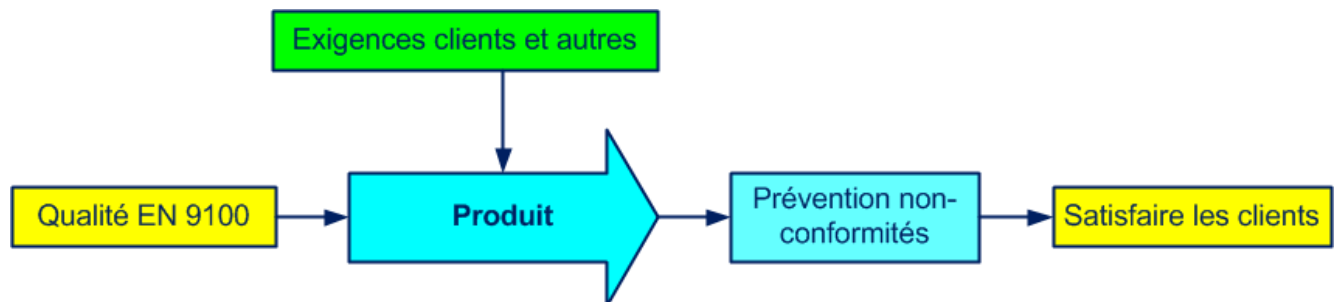 Exigences clients et autres
Qualité EN 9100
Produit
Prévention non-
conformités
Satisfaire les clients